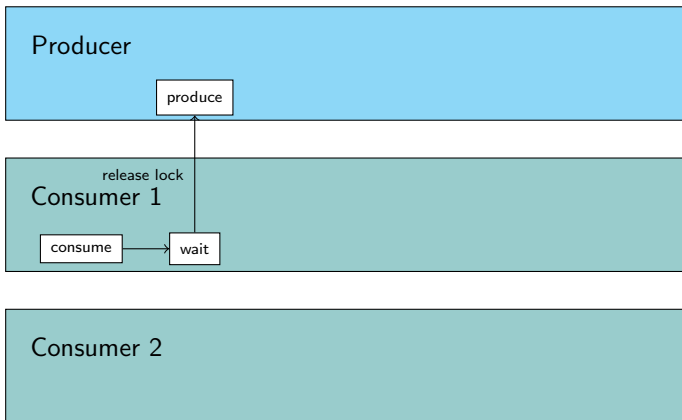 Producer
produce
release lock
Consumer 1
consume
wait
Consumer 2